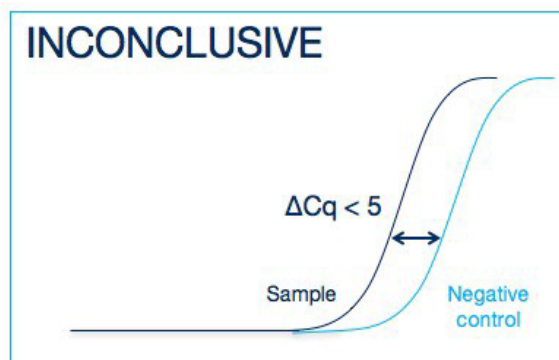 INCONCLUSIVE
ΔCq < 5
Sample
Negative
control